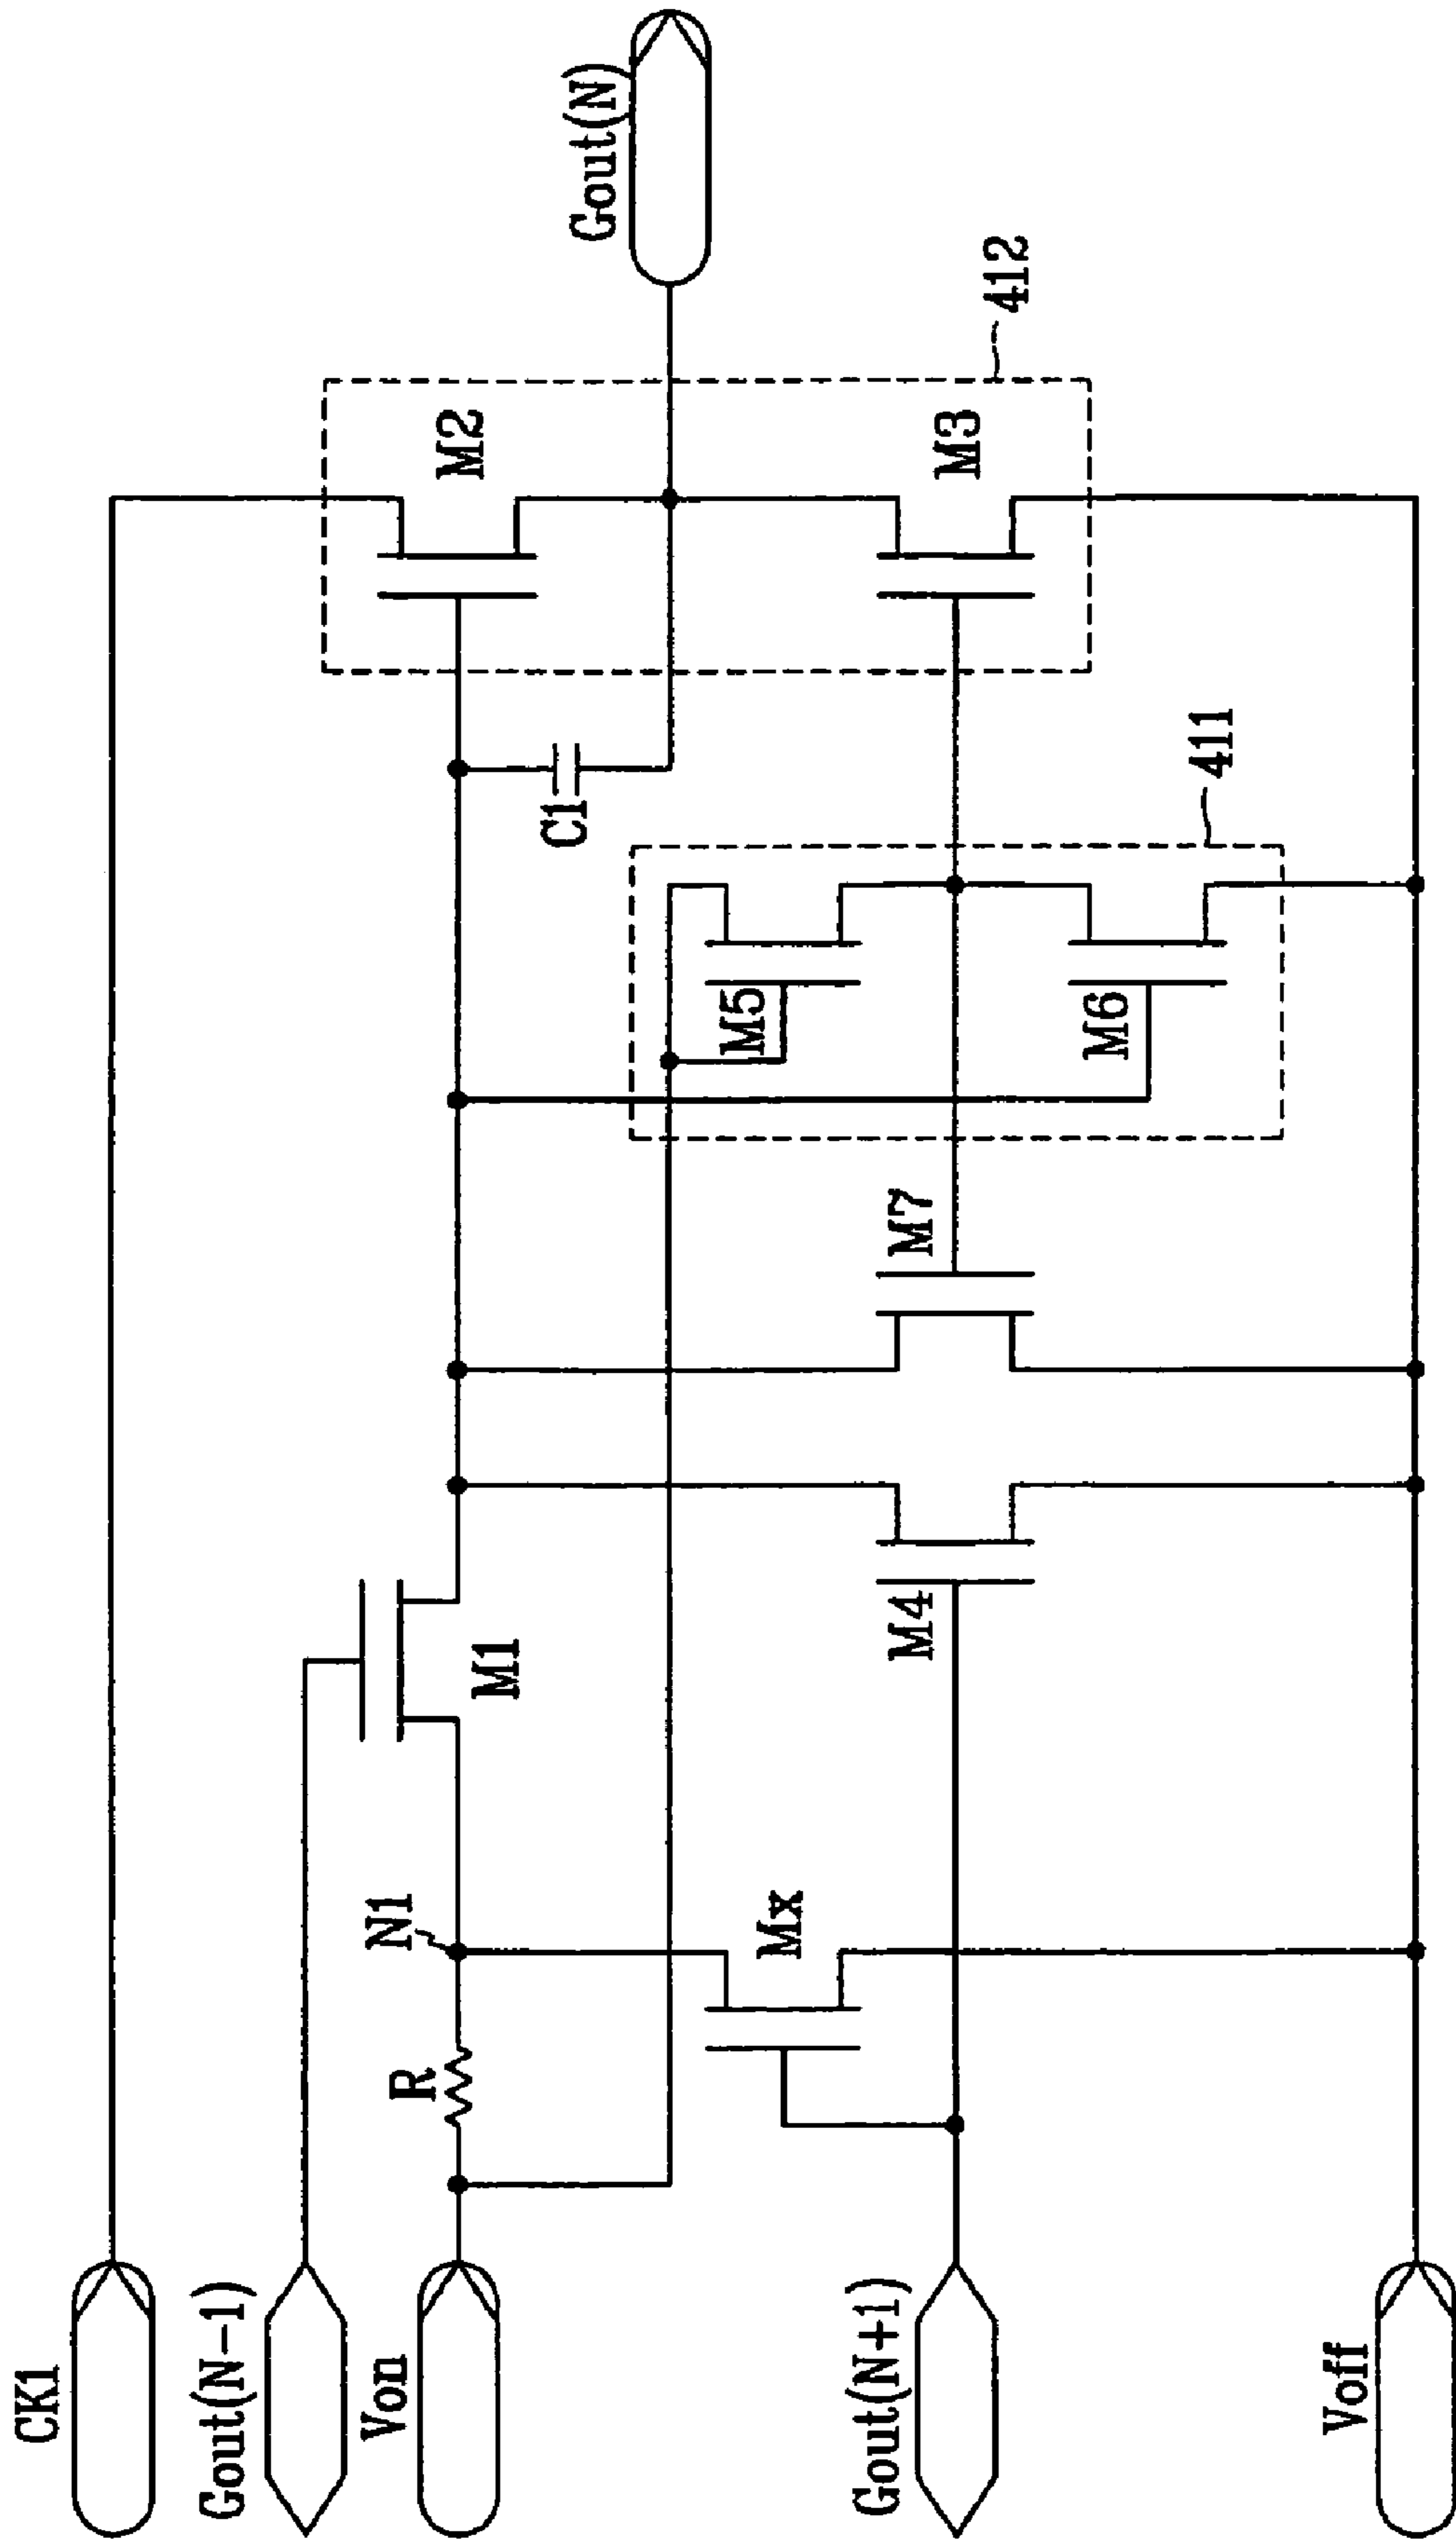 CK1
Gout(N-1)
Von
Gout(N+1)
Voff
R
N1
Mx
M1
M4
M7
M5
M6
411
C1
M2
M3
412
Gout(N)